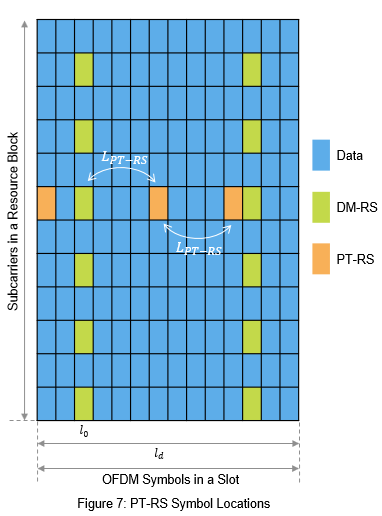 Subcarriers in a Resource Block
L_PT−RS
L_PT−RS
Data
DM-RS
PT-RS
l_0
l_d
OFDM Symbols in a Slot
Figure 7: PT-RS Symbol Locations